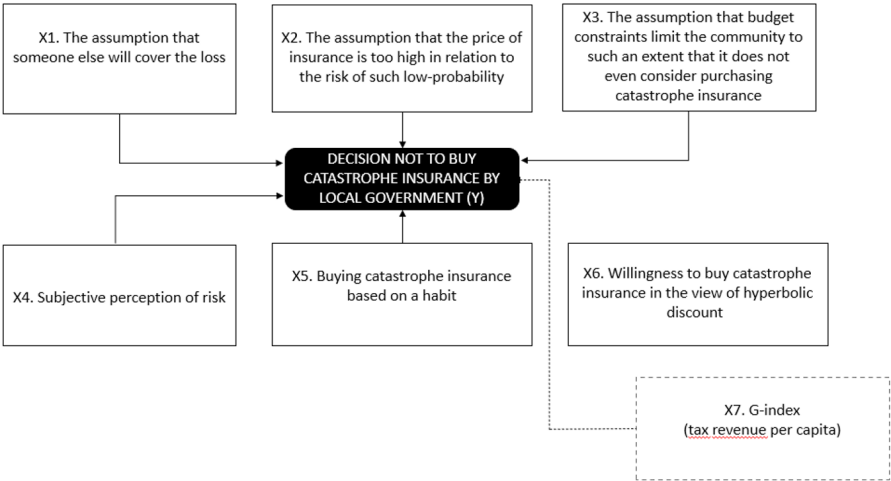 X1. The assumption that
someone else will cover the loss
X2. The assumption that the price of
insurance is too high in relation to
the risk of such low-probability
X3. The assumption that budget
constraints limit the community to
such an extent that it does not
even consider purchasing
catastrophe insurance
DECISION NOT TO BUY
CATASTROPHE INSURANCE BY
LOCAL GOVERNMENT (Y)
X4. Subjective perception of risk
X5. Buying catastrophe insurance
based on a habit
X6. Willingness to buy catastrophe
insurance in the view of hyperbolic
discount
X7. G-index
(tax revenue per capita)